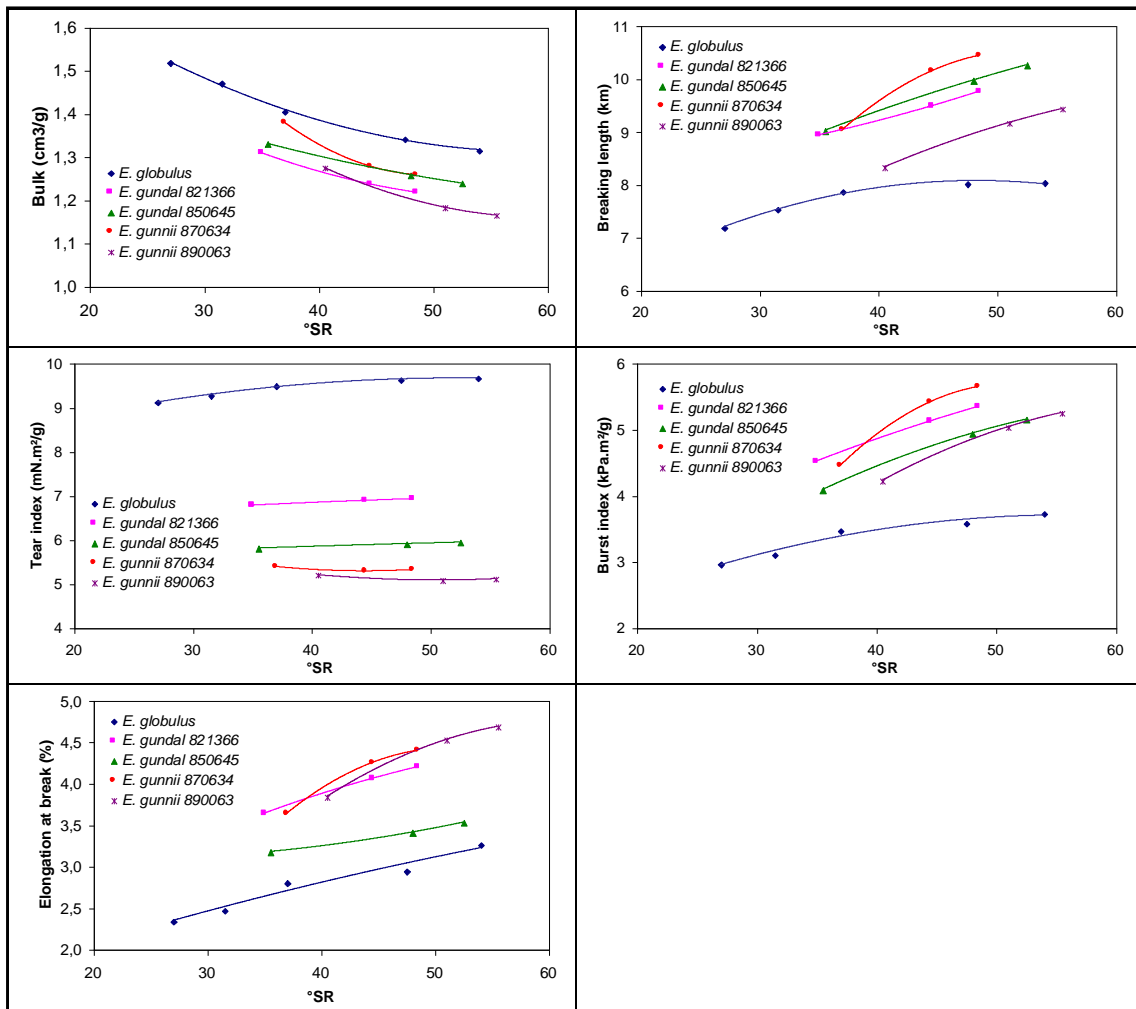 Bulk (cm3/g)
1,6
1,5
1,4
1,3
1,2
1,1
1,0
E. globulus
E. gundal 821366
E. gundal 850645
E. gunnii 870634
E. gunnii 890063
20 30 40 50 60
°SR
Breaking length (km)
11
10
9
8
7
6
E. globulus
E. gundal 821366
E. gundal 850645
E. gunnii 870634
E. gunnii 890063
20 30 40 50 60
°SR
Tear index (mN.m²/g)
10
9
8
7
6
5
4
E. globulus
E. gundal 821366
E. gundal 850645
E. gunnii 870634
E. gunnii 890063
20 30 40 50 60
°SR
Burst index (kPa.m²/g)
6
5
4
3
2
E. globulus
E. gundal 821366
E. gundal 850645
E. gunnii 870634
E. gunnii 890063
20 30 40 50 60
°SR
Elongation at break (%)
5,0
4,5
4,0
3,5
3,0
2,5
2,0
E. globulus
E. gundal 821366
E. gundal 850645
E. gunnii 870634
E. gunnii 890063
20 30 40 50 60
°SR